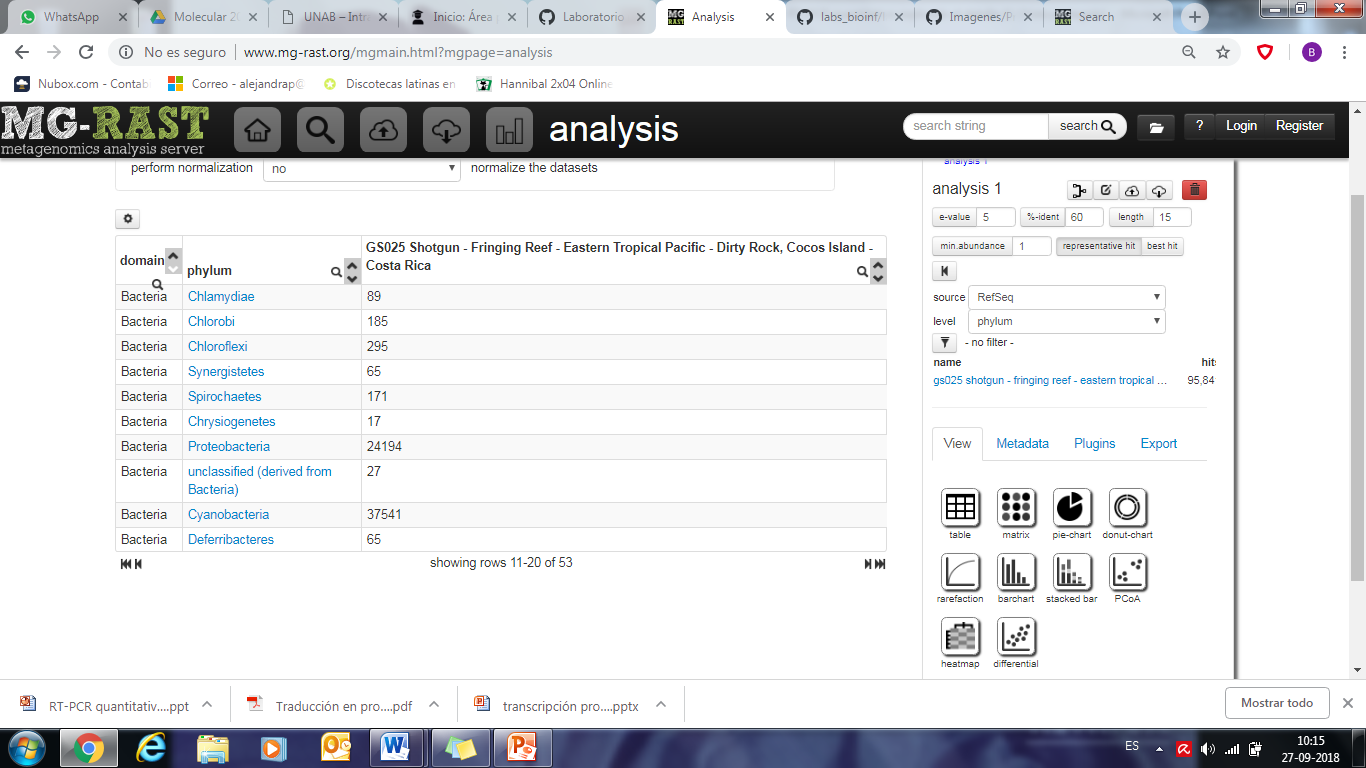 WhatsApp
Molecular 2
UNAB – Intra
Inicio: Área
Laboratorio
Analysis
labs_bioinf/
Imagenes/P
Search
No es seguro www.mg-rast.org/mgmain.html?mgpage=analysis
B
Nubox.com - Contab
Correo - alejandrap@
Discotecas latinas en
Hannibal 2x04 Online
MG-RAST
metagenomics analysis server
analysis
search string search
? Login Register
perform normalization no normalize the datasets
domain phylum GS025 Shotgun - Fringing Reef - Eastern Tropical Pacific - Dirty Rock, Cocos Island -
Costa Rica
Bacteria Chlamydiae 89
Bacteria Chlorobi 185
Bacteria Chloroflexi 295
Bacteria Synergistetes 65
Bacteria Spirochaetes 171
Bacteria Chrysiogenetes 17
Bacteria Proteobacteria 24194
Bacteria unclassified (derived from 27
Bacteria)
Bacteria Cyanobacteria 37541
Bacteria Deferribacteres 65
showing rows 11-20 of 53
analysis 1
analysis 1
e-value 5 %-ident 60 length 15
min.abundance 1 representative hit best hit
source RefSeq
level phylum
- no filter -
name hits
gs025 shotgun - fringing reef - eastern tropical ... 95,84
View Metadata Plugins Export
table matrix pie-chart donut-chart
rarefaction barchart stacked bar PCoA
heatmap differential
RT-PCR quantitativ....ppt
Traducción en pro....pdf
transcripción pro....pptx
Mostrar todo
ES
10:15
27-09-2018